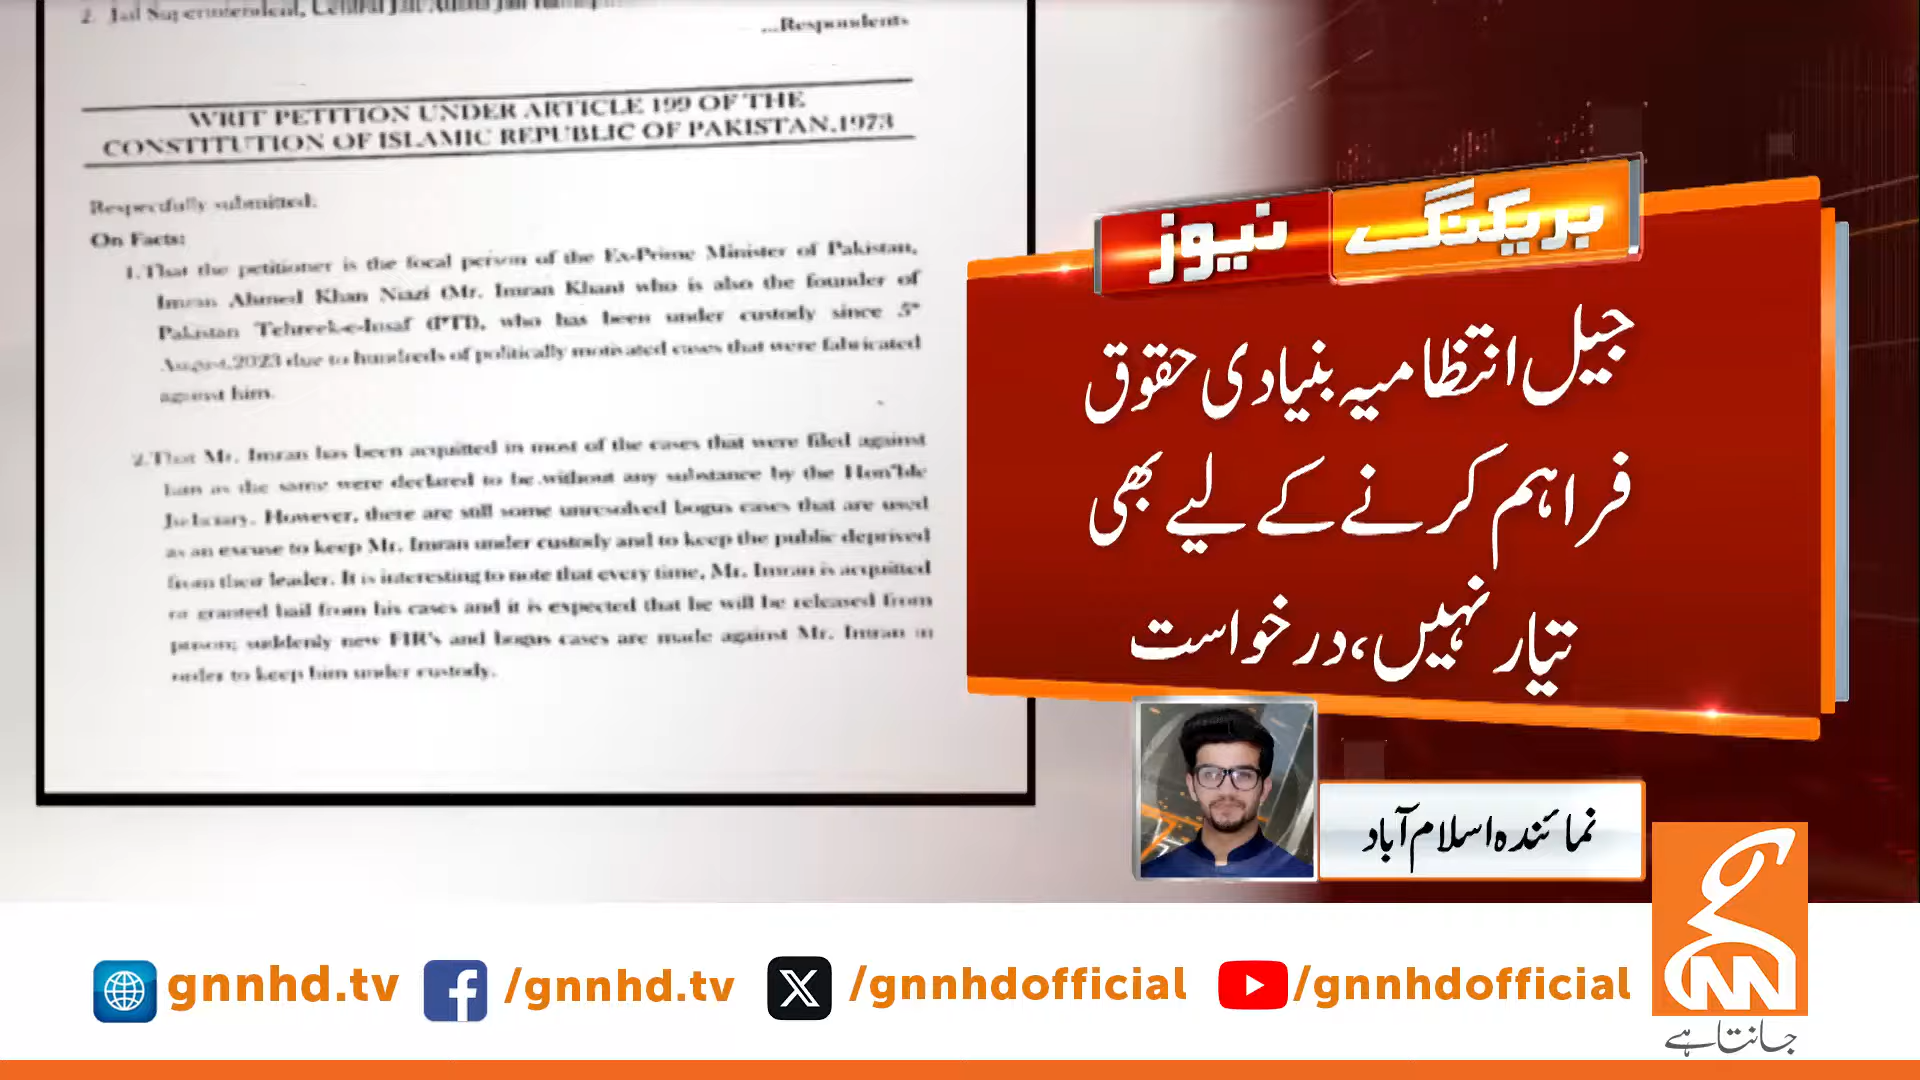 2. Jail Superintendent, Central Jail
...Respondents
WRIT PETITION UNDER ARTICLE 199 OF THE
CONSTITUTION OF ISLAMIC REPUBLIC OF PAKISTAN,1973
Respectfully submitted:
On Facts:
1.That the petitioner is the focal person of the Ex-Prime Minister of Pakistan,
Imran Ahmed Khan Niazi (Mr. Imran Khan) who is also the founder of
Pakistan Tehreek-e-Insaf (PTI), who has been under custody since 5th
August,2023 due to hundreds of politically motivated cases that were fabricated
against him.
2.That Mr. Imran has been acquitted in most of the cases that were filed against
him as the same were declared to be without any substance by the Hon'ble
Judiciary. However, there are still some unresolved bogus cases that are used
as an excuse to keep Mr. Imran under custody and to keep the public deprived
from their leader. It is interesting to note that every time, Mr. Imran is acquitted
or granted bail from his cases and it is expected that he will be released from
prison; suddenly new FIR's and bogus cases are made against Mr. Imran in
order to keep him under custody.
بریکنگ نیوز
جیل انتظامیہ بنیادی حقوق
فراہم کرنے کے لیے بھی
تیار نہیں، درخواست
نمائندہ اسلام آباد
gnnhd.tv
/gnnhd.tv
/gnnhdofficial
/gnnhdofficial
GNN
جانتا ہے